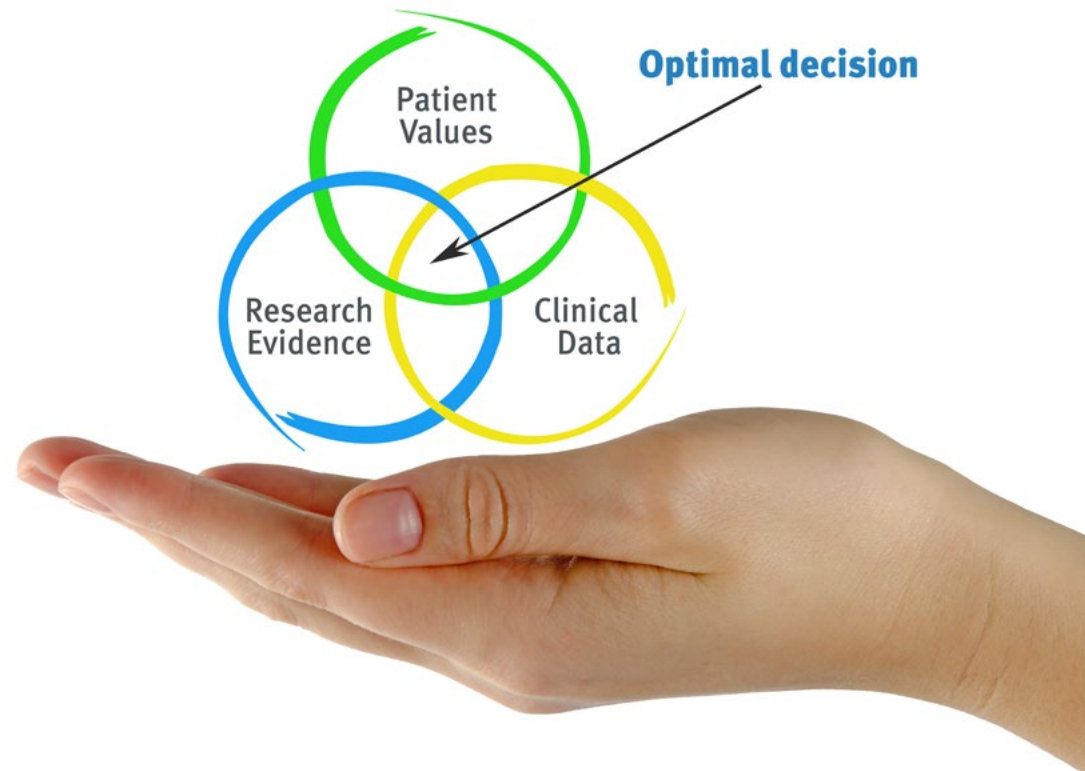 Patient
Values
Optimal decision
Research
Evidence
Clinical
Data